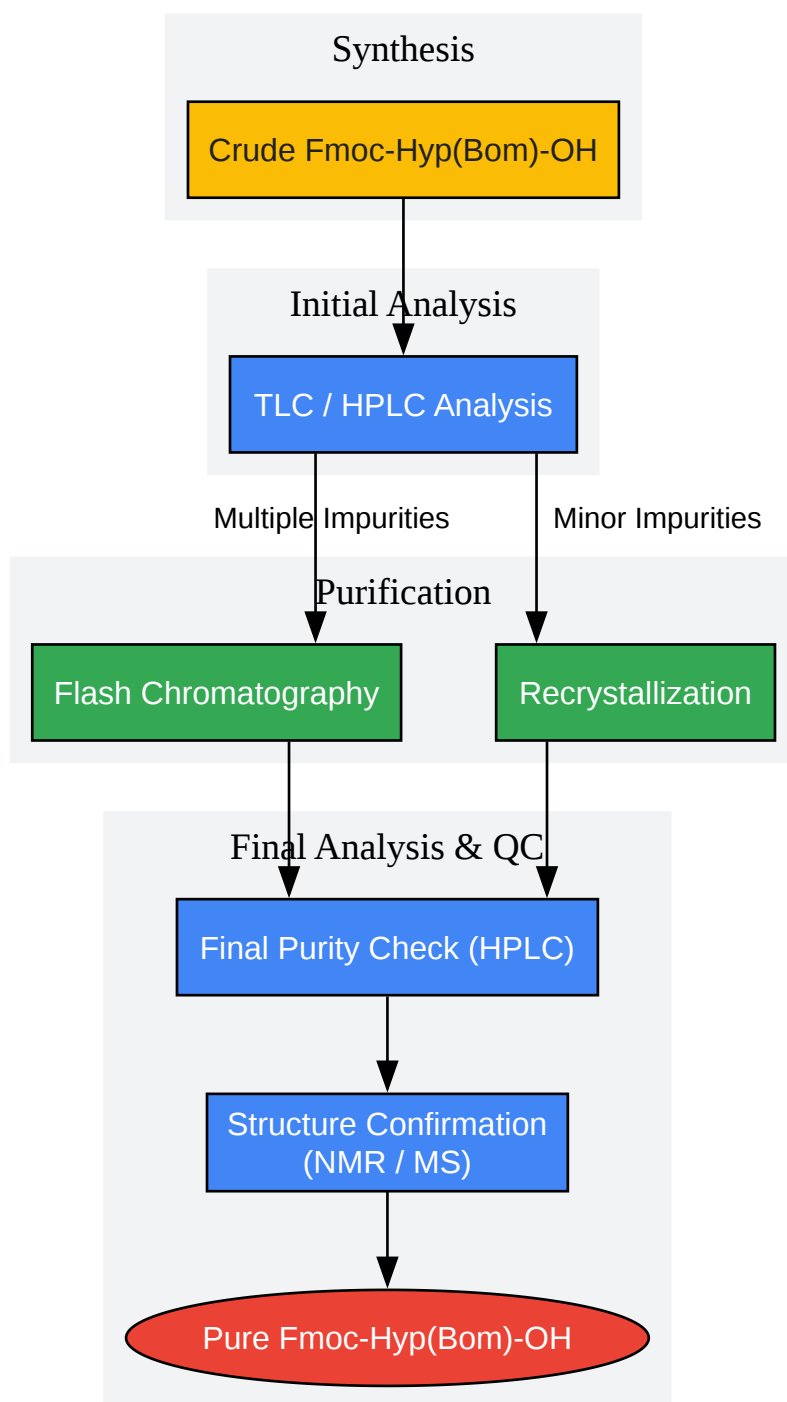 Synthesis
Crude Fmoc-Hyp(Bom)-OH
Initial Analysis
TLC / HPLC Analysis
Multiple Impurities
Minor Impurities
Purification
Flash Chromatography
Recrystallization
Final Analysis & QC
Final Purity Check (HPLC)
Structure Confirmation
(NMR / MS)
Pure Fmoc-Hyp(Bom)-OH